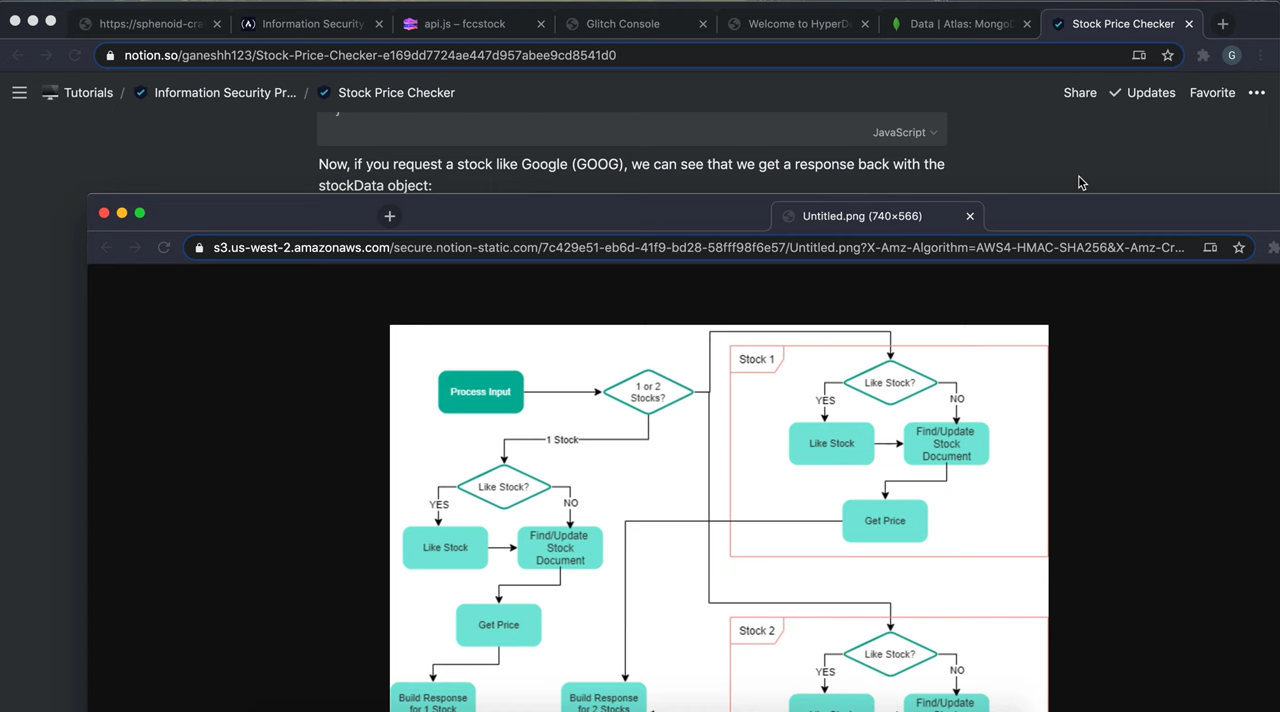 https://sphenoid-cra
Information Security
api.js – fccstock
Glitch Console
Welcome to HyperD
Data | Atlas: MongoD
Stock Price Checker
notion.so/ganeshh123/Stock-Price-Checker-e169dd7724ae447d957abee9cd8541d0
G
Tutorials / Information Security Pr... / Stock Price Checker
Share Updates Favorite
JavaScript
Now, if you request a stock like Google (GOOG), we can see that we get a response back with the
stockData object:
Untitled.png (740×566)
s3.us-west-2.amazonaws.com/secure.notion-static.com/7c429e51-eb6d-41f9-bd28-58fff98f6e57/Untitled.png?X-Amz-Algorithm=AWS4-HMAC-SHA256&X-Amz-Cr...
Process Input
1 or 2
Stocks?
1 Stock
Like Stock?
YES
NO
Like Stock
Find/Update
Stock
Document
Get Price
Build Response
for 1 Stock
Build Response
for 2 Stocks
Stock 1
Like Stock?
YES
NO
Like Stock
Find/Update
Stock
Document
Get Price
Stock 2
Like Stock?
YES
NO
Like Stock
Find/Update
Stock